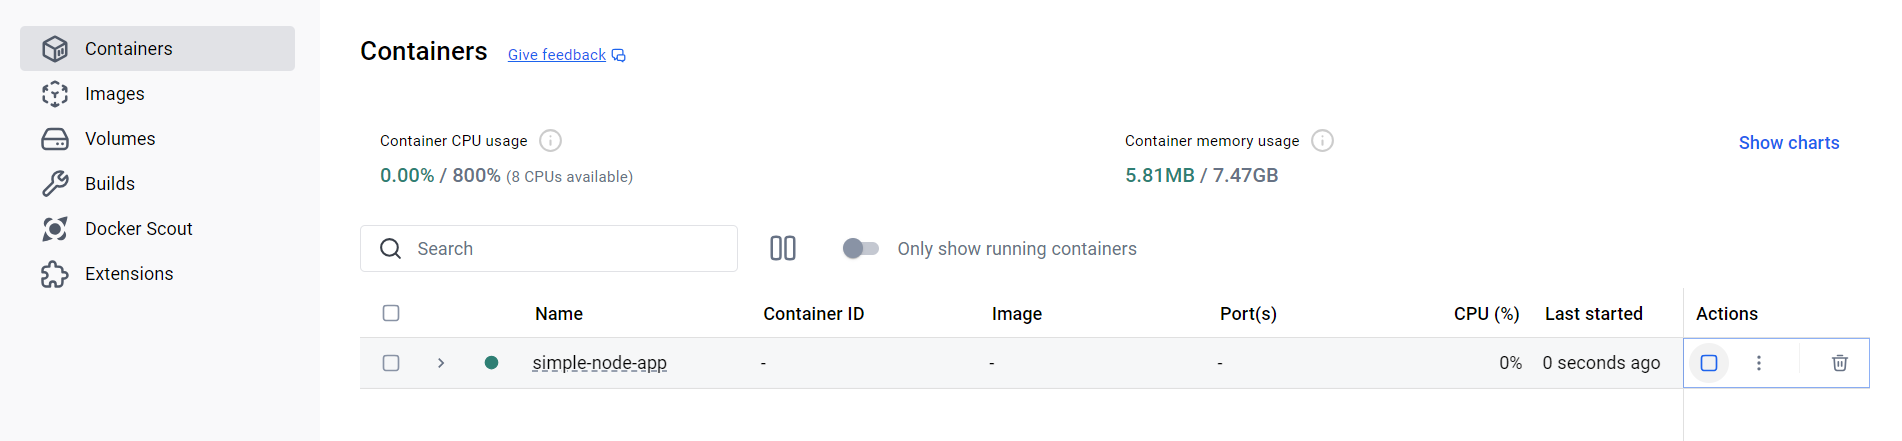 Containers
Images
Volumes
Builds
Docker Scout
Extensions
Containers Give feedback
Container CPU usage
0.00% / 800% (8 CPUs available)
Container memory usage
5.81MB / 7.47GB
Show charts
Search
Only show running containers
Name Container ID Image Port(s) CPU (%) Last started Actions
simple-node-app - - - 0% 0 seconds ago